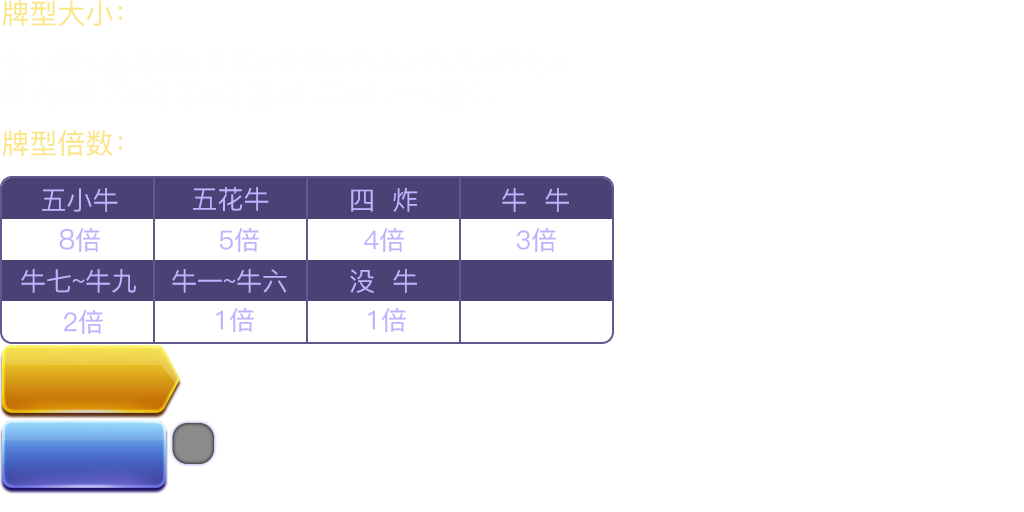 牌型大小：
牌型倍数：
五小牛 五花牛 四 炸 牛 牛
8倍 5倍 4倍 3倍
牛七~牛九 牛一~牛六 没 牛
2倍 1倍 1倍